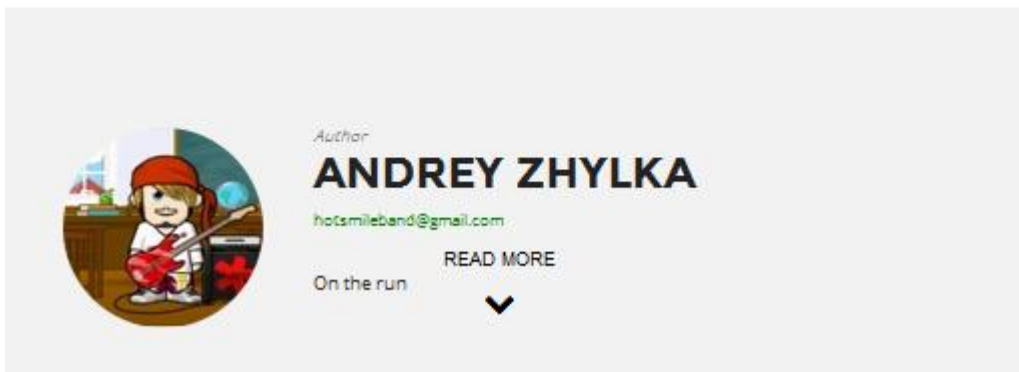 Author
ANDREY ZHYLKA
hotsmileband@gmail.com
READ MORE
On the run